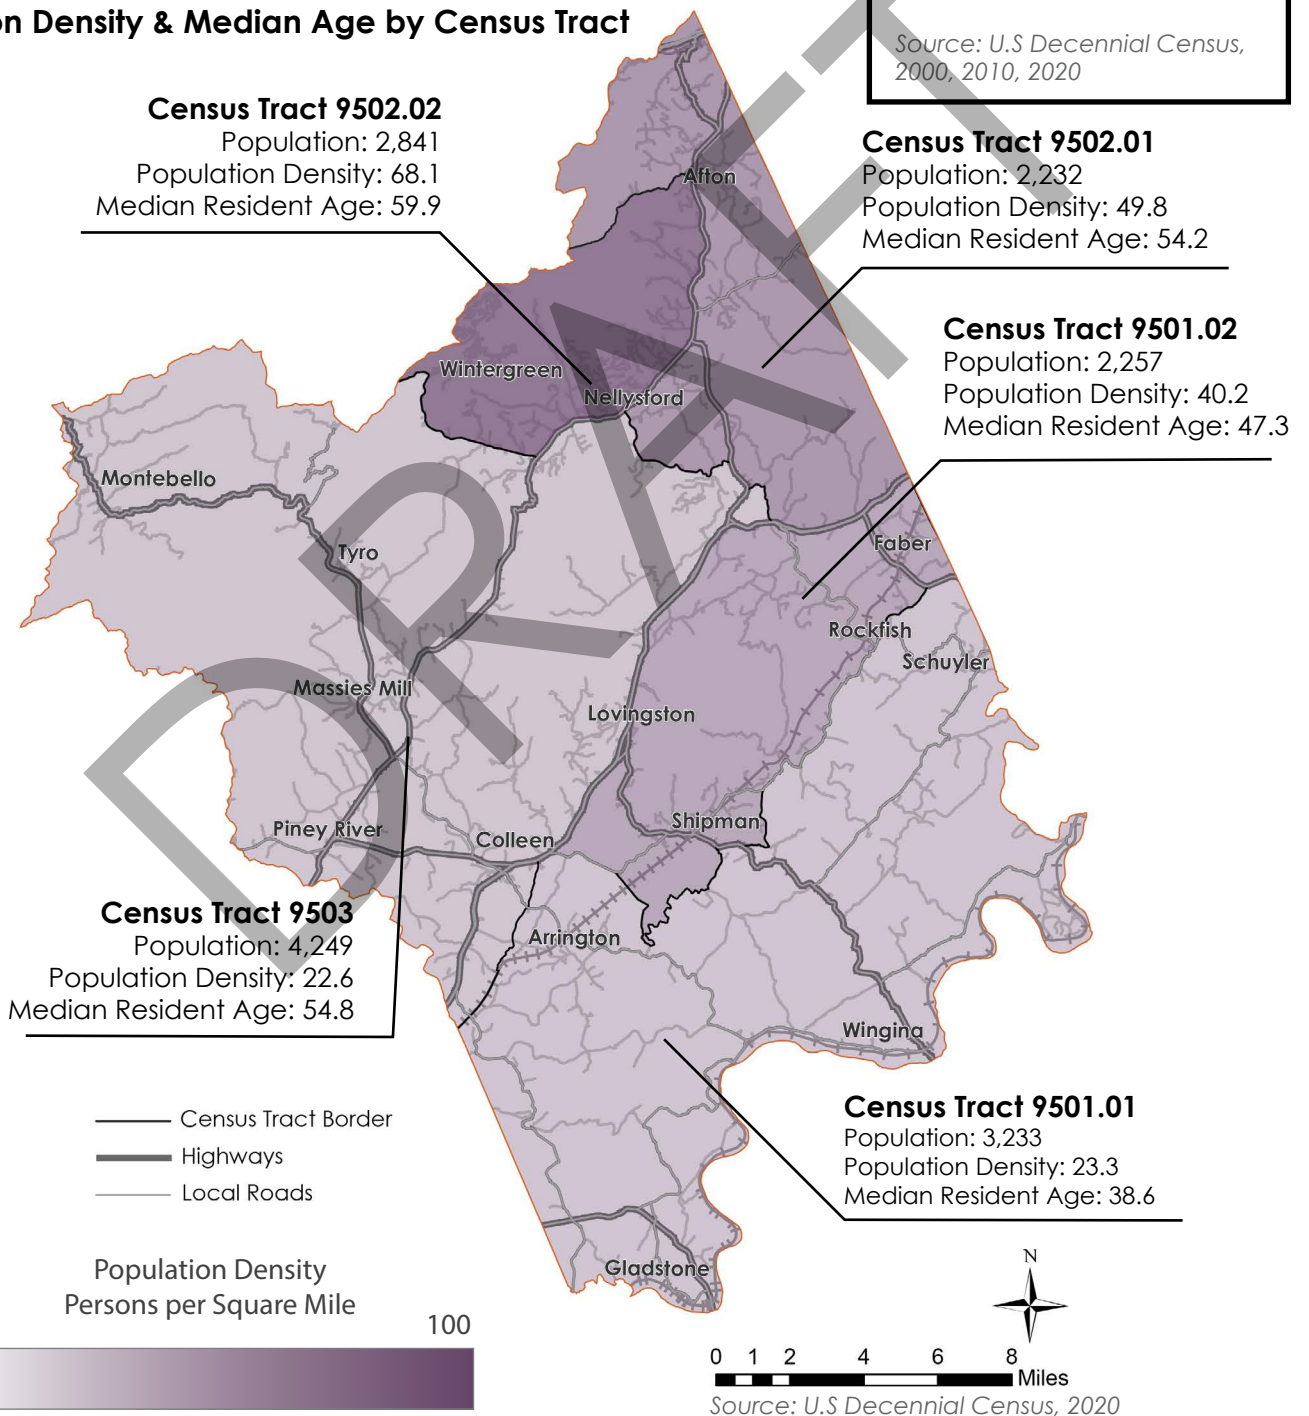 on Density & Median Age by Census Tract
Source: U.S Decennial Census,
2000, 2010, 2020
Census Tract 9502.02
Population: 2,841
Population Density: 68.1
Median Resident Age: 59.9
Census Tract 9502.01
Population: 2,232
Population Density: 49.8
Median Resident Age: 54.2
Census Tract 9501.02
Population: 2,257
Population Density: 40.2
Median Resident Age: 47.3
Afton
Wintergreen
Nellysford
Montebello
Tyro
Faber
Rockfish
Schuyler
Massies Mill
Lovingston
Piney River
Colleen
Shipman
Arrington
Wingina
Gladstone
DRAFT
Census Tract 9503
Population: 4,249
Population Density: 22.6
Median Resident Age: 54.8
Census Tract 9501.01
Population: 3,233
Population Density: 23.3
Median Resident Age: 38.6
Census Tract Border
Highways
Local Roads
Population Density
Persons per Square Mile
100
N
0 1 2 4 6 8
Miles
Source: U.S Decennial Census, 2020